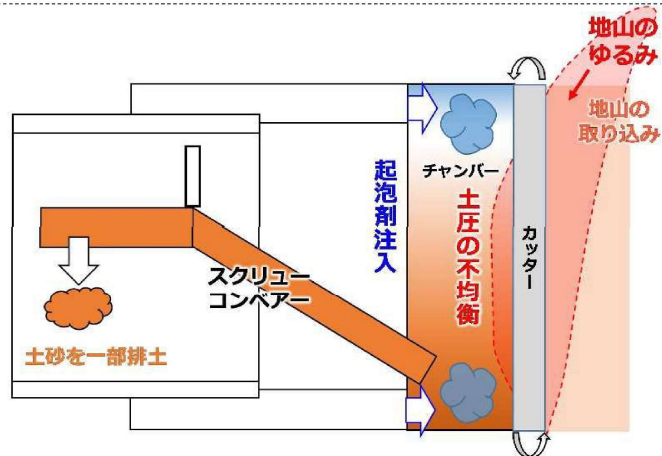 地山の
ゆるみ
地山の
取り込み
チャンバー
起泡剤注入
土圧の不均衡
カッター
スクリュー
コンベアー
土砂を一部排土